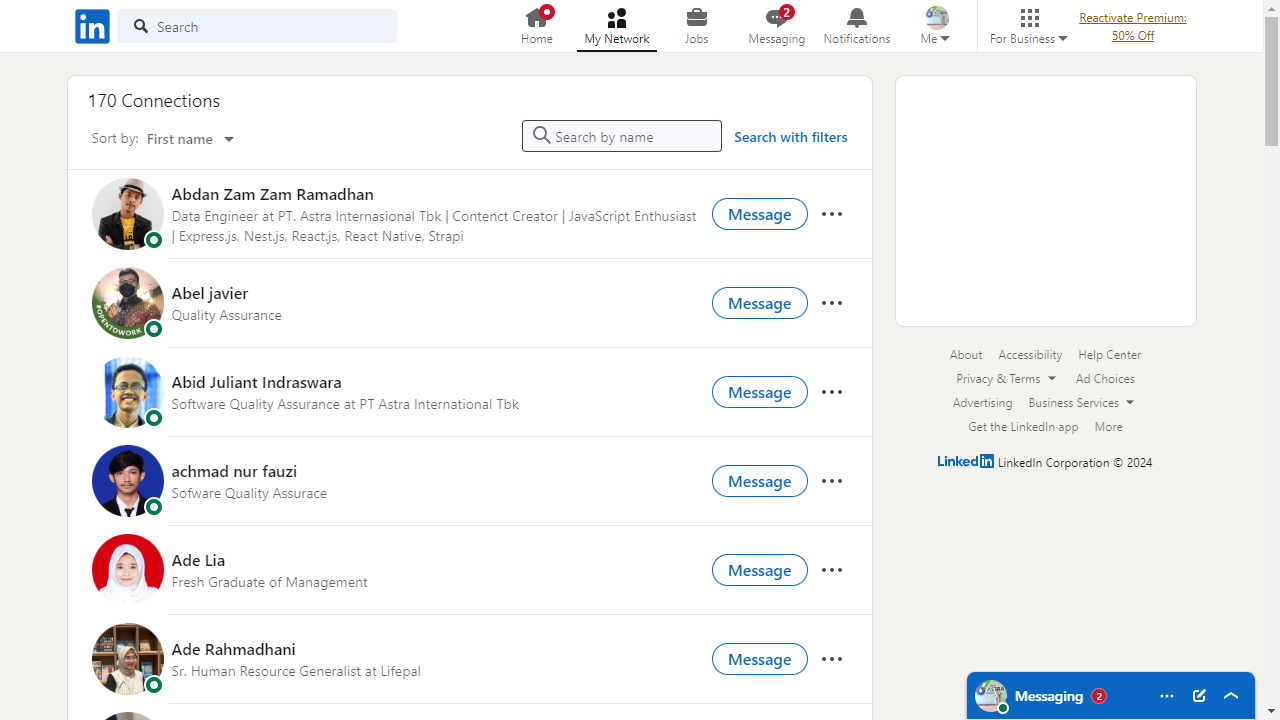 in
Search
Home
My Network
Jobs
2
Messaging
Notifications
Me
For Business
Reactivate Premium:
50% Off
170 Connections
Sort by: First name
Search by name
Search with filters
Abdan Zam Zam Ramadhan
Data Engineer at PT. Astra Internasional Tbk | Contenct Creator | JavaScript Enthusiast
| Express.js, Nest.js, React.js, React Native, Strapi
Message
#OPENTOWORK
Abel javier
Quality Assurance
Message
Abid Juliant Indraswara
Software Quality Assurance at PT Astra International Tbk
Message
achmad nur fauzi
Sofware Quality Assurace
Message
Ade Lia
Fresh Graduate of Management
Message
Ade Rahmadhani
Sr. Human Resource Generalist at Lifepal
Message
About Accessibility Help Center
Privacy & Terms Ad Choices
Advertising Business Services
Get the LinkedIn app More
LinkedIn LinkedIn Corporation © 2024
Messaging 2